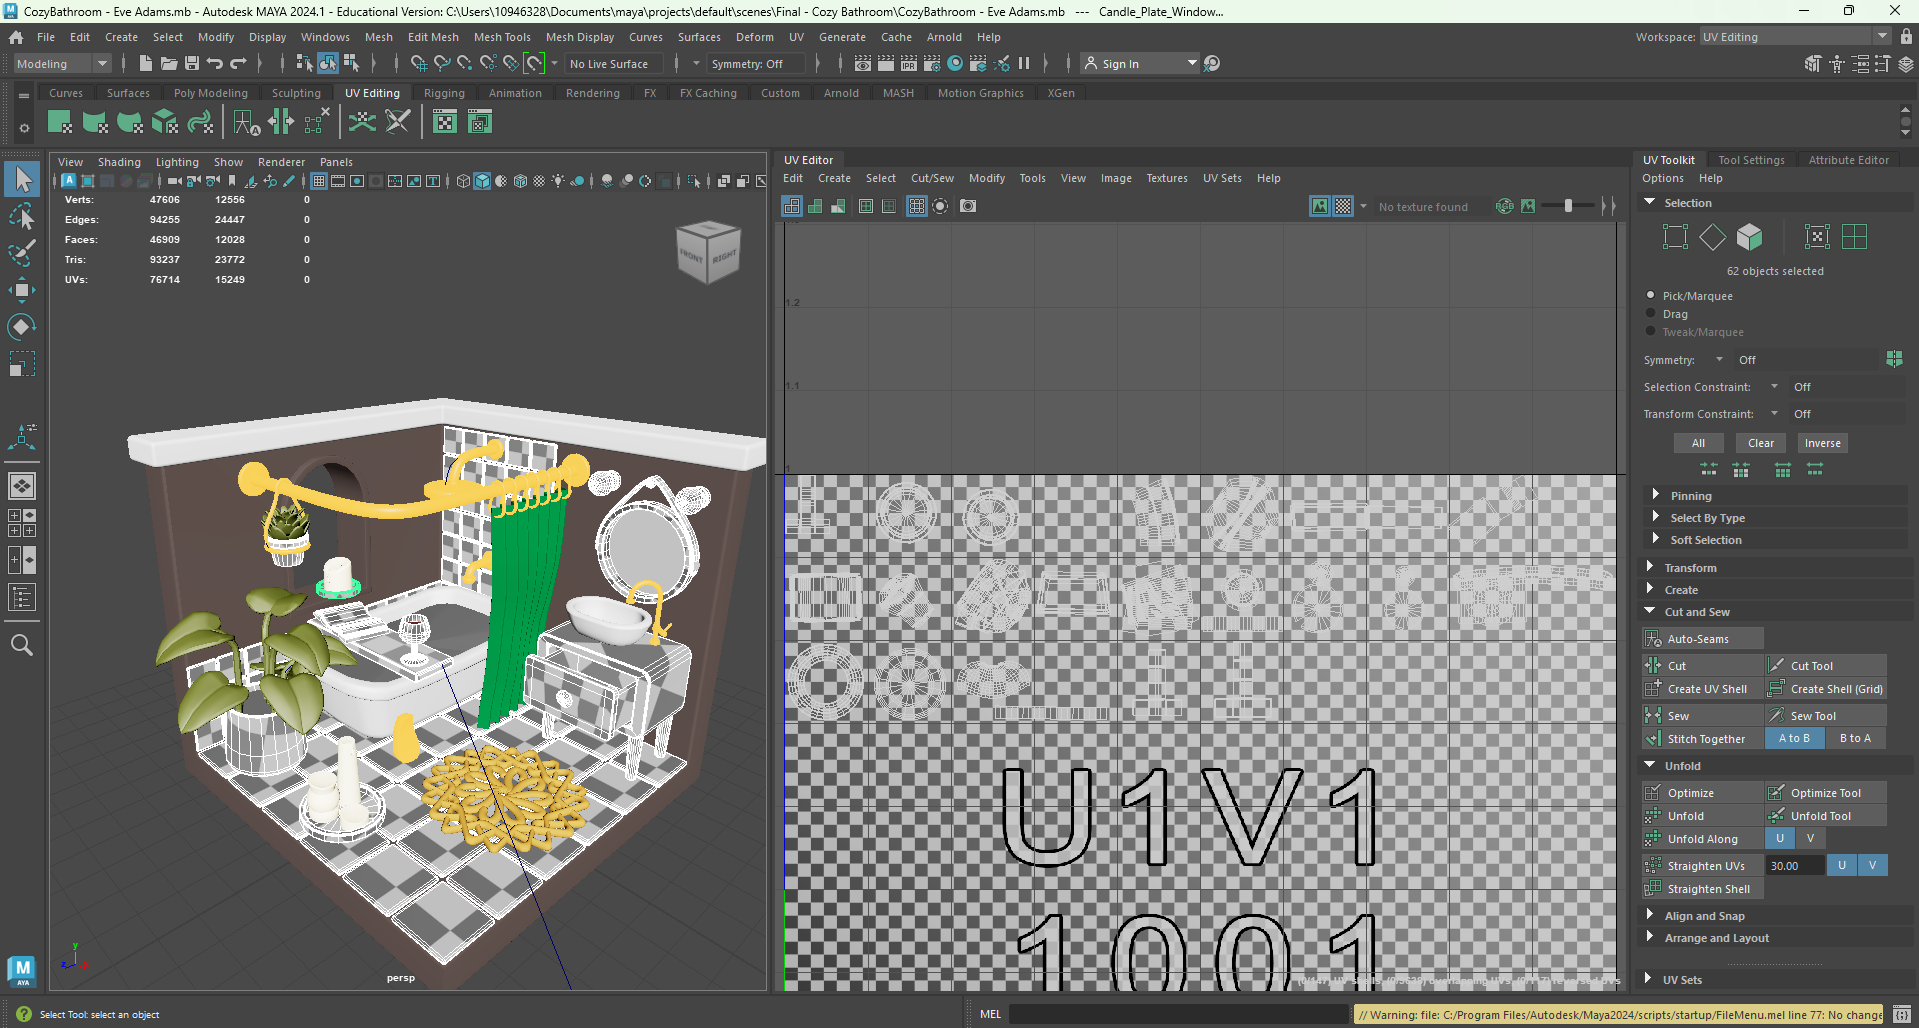 CozyBathroom - Eve Adams.mb - Autodesk MAYA 2024.1 - Educational Version: C:\Users\10946328\Documents\maya\projects\default\scenes\Final - Cozy Bathroom\CozyBathroom - Eve Adams.mb --- Candle_Plate_Window...
File Edit Create Select Modify Display Windows Mesh Edit Mesh Mesh Tools Mesh Display Curves Surfaces Deform UV Generate Cache Arnold Help Workspace: UV Editing
Modeling No Live Surface Symmetry: Off Sign In
Curves Surfaces Poly Modeling Sculpting UV Editing Rigging Animation Rendering FX FX Caching Custom Arnold MASH Motion Graphics XGen
View Shading Lighting Show Renderer Panels
Verts: 47606 12556 0
Edges: 94255 24447 0
Faces: 46909 12028 0
Tris: 93237 23772 0
UVs: 76714 15249 0
FRONT RIGHT
persp
y
z
UV Editor
Edit Create Select Cut/Sew Modify Tools View Image Textures UV Sets Help
IPR
No texture found
RGB
1.2
1.1
1
U1V1
1001
UV Toolkit Tool Settings Attribute Editor
Options Help
Selection
62 objects selected
Pick/Marquee
Drag
Tweak/Marquee
Symmetry: Off
Selection Constraint: Off
Transform Constraint: Off
All Clear Inverse
Pinning
Select By Type
Soft Selection
Transform
Create
Cut and Sew
Auto-Seams
Cut Cut Tool
Create UV Shell Create Shell (Grid)
Sew Sew Tool
Stitch Together A to B B to A
Unfold
Optimize Optimize Tool
Unfold Unfold Tool
Unfold Along U V
Straighten UVs 30.00 U V
Straighten Shell
Align and Snap
Arrange and Layout
UV Sets
M
AYA
Select Tool: select an object
MEL
// Warning: file: C:/Program Files/Autodesk/Maya2024/scripts/startup/FileMenu.mel line 77: No change